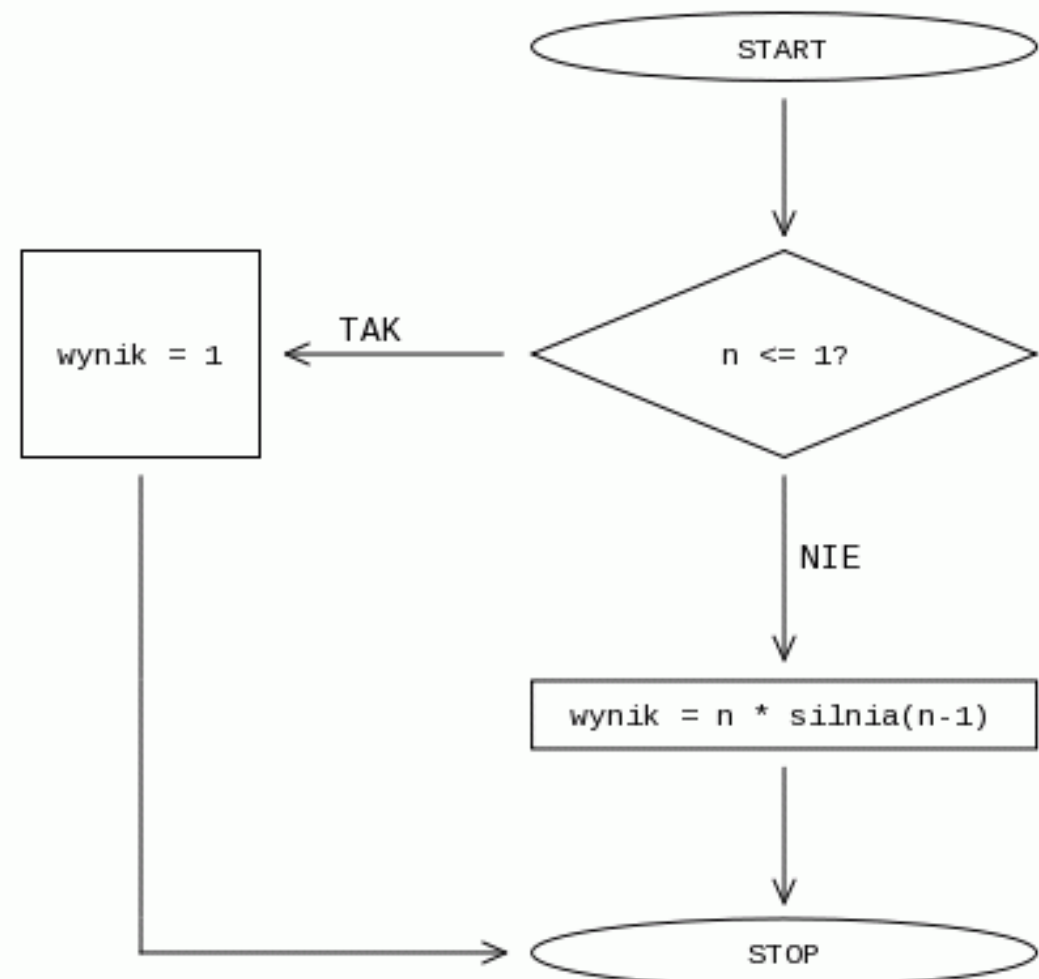 START
TAK
wynik = 1
n <= 1?
NIE
wynik = n * silnia(n-1)
STOP